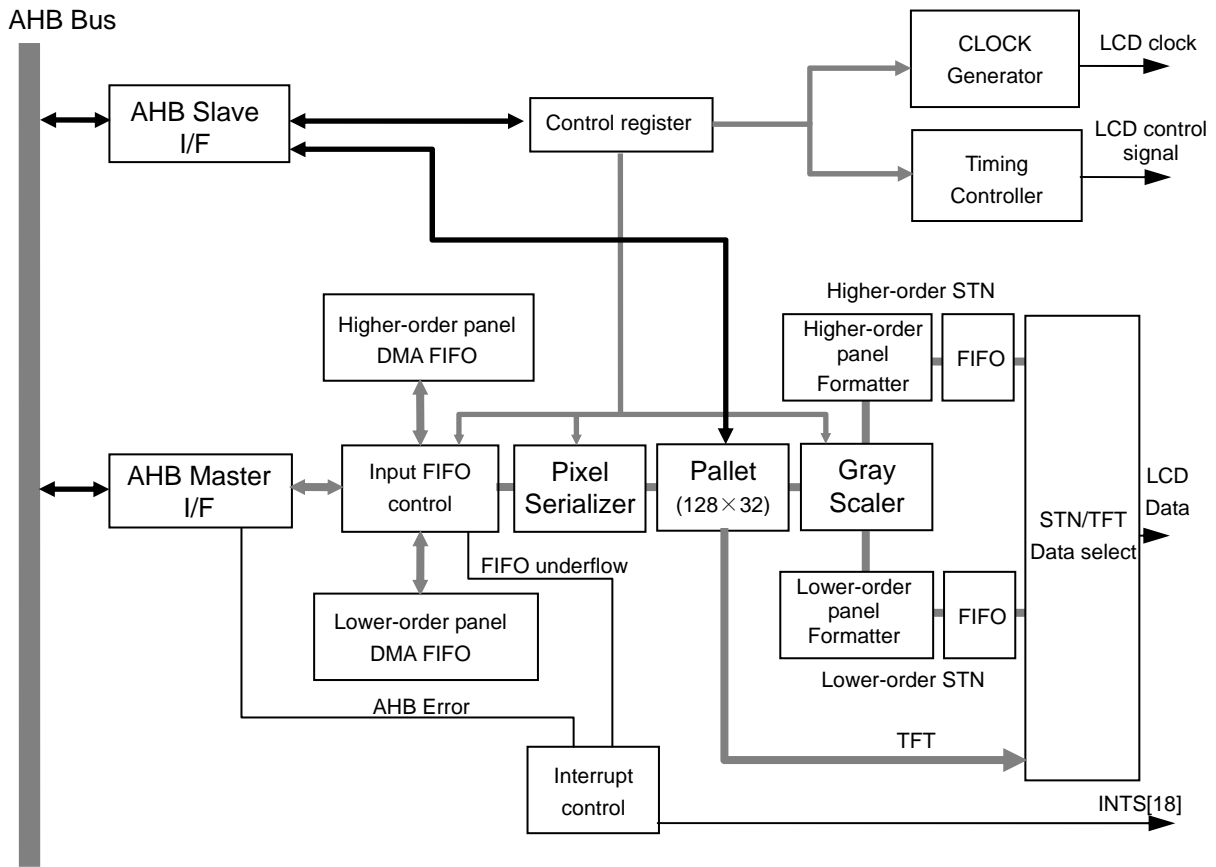 AHB Bus
CLOCK
Generator
LCD clock
AHB Slave
I/F
Control register
LCD control
signal
Timing
Controller
Higher-order STN
Higher-order panel
DMA FIFO
Higher-order
panel
Formatter
FIFO
AHB Master
I/F
Input FIFO
control
Pixel
Serializer
Pallet
(128×32)
Gray
Scaler
STN/TFT
Data select
LCD
Data
FIFO underflow
Lower-order panel
DMA FIFO
Lower-order
panel
Formatter
FIFO
Lower-order STN
AHB Error
TFT
Interrupt
control
INTS[18]